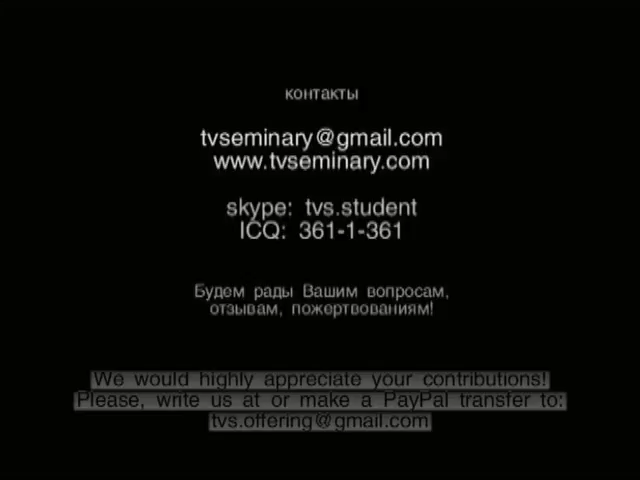 контакты
tvseminary@gmail.com
www.tvseminary.com
skype: tvs.student
ICQ: 361-1-361
Будем рады Вашим вопросам,
отзывам, пожертвованиям!
We would highly appreciate your contributions!
Please, write us at or make a PayPal transfer to:
tvs.offering@gmail.com